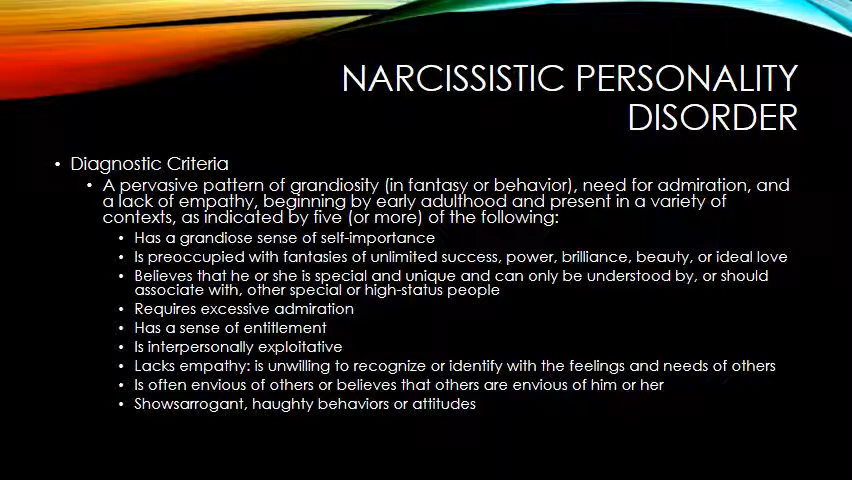 NARCISSISTIC PERSONALITY
DISORDER
• Diagnostic Criteria
• A pervasive pattern of grandiosity (in fantasy or behavior), need for admiration, and
a lack of empathy, beginning by early adulthood and present in a variety of
contexts, as indicated by five (or more) of the following:
• Has a grandiose sense of self-importance
• Is preoccupied with fantasies of unlimited success, power, brilliance, beauty, or ideal love
• Believes that he or she is special and unique and can only be understood by, or should
associate with, other special or high-status people
• Requires excessive admiration
• Has a sense of entitlement
• Is interpersonally exploitative
• Lacks empathy: is unwilling to recognize or identify with the feelings and needs of others
• Is often envious of others or believes that others are envious of him or her
• Showsarrogant, haughty behaviors or attitudes